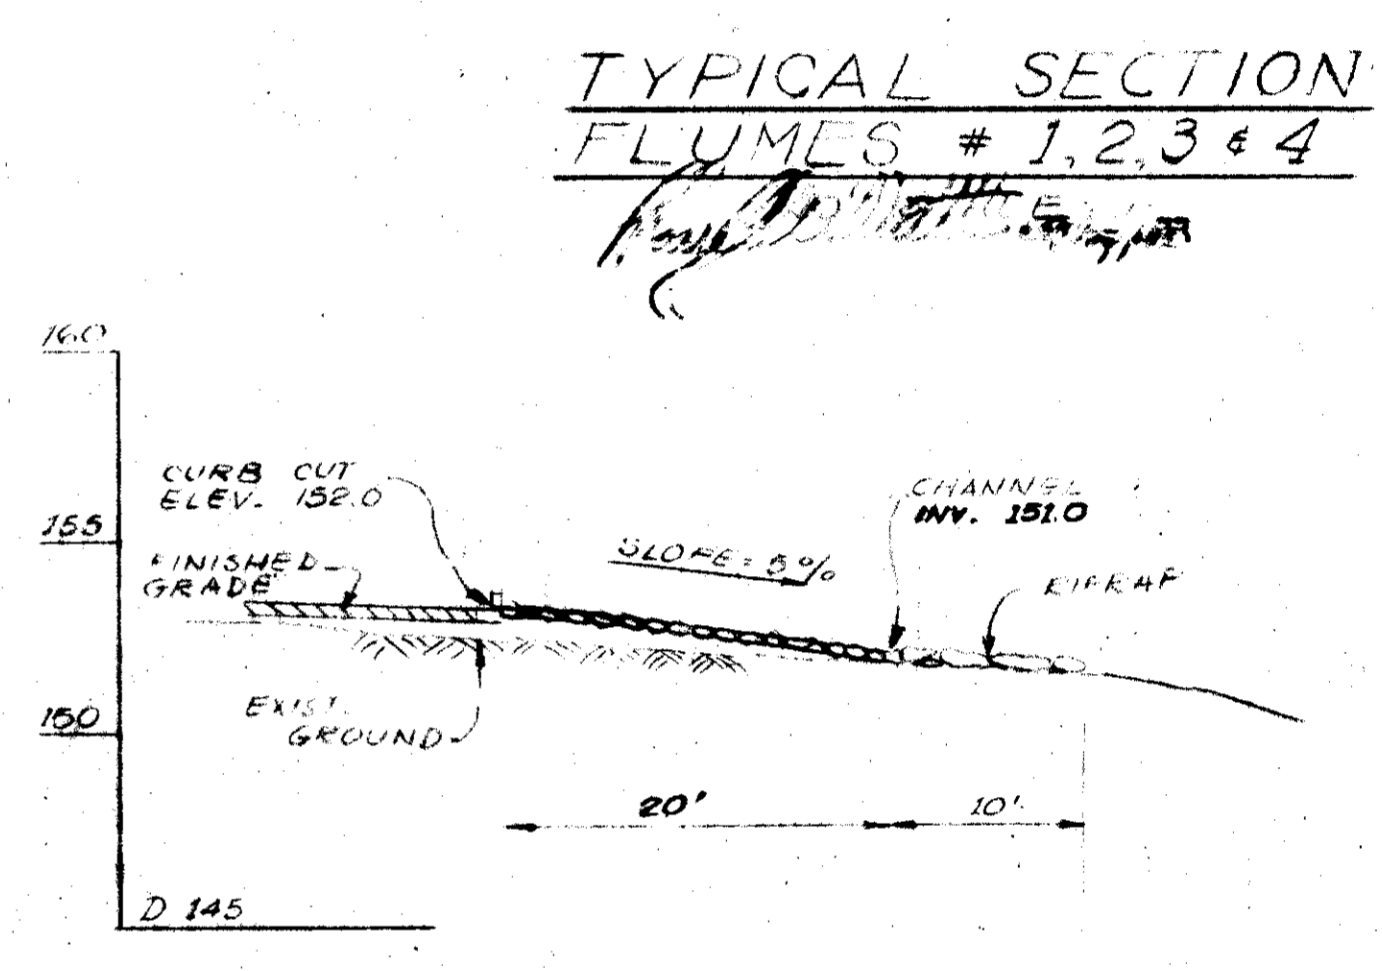 TYPICAL SECTION
FLUMES # 1, 2, 3 & 4
160
CURB CUT
ELEV. 152.0
CHANNEL
INV. 151.0
155
FINISHED
GRADE
SLOPE = 5%
RIPRAP
150
EXIST.
GROUND
20'
10'
D 145